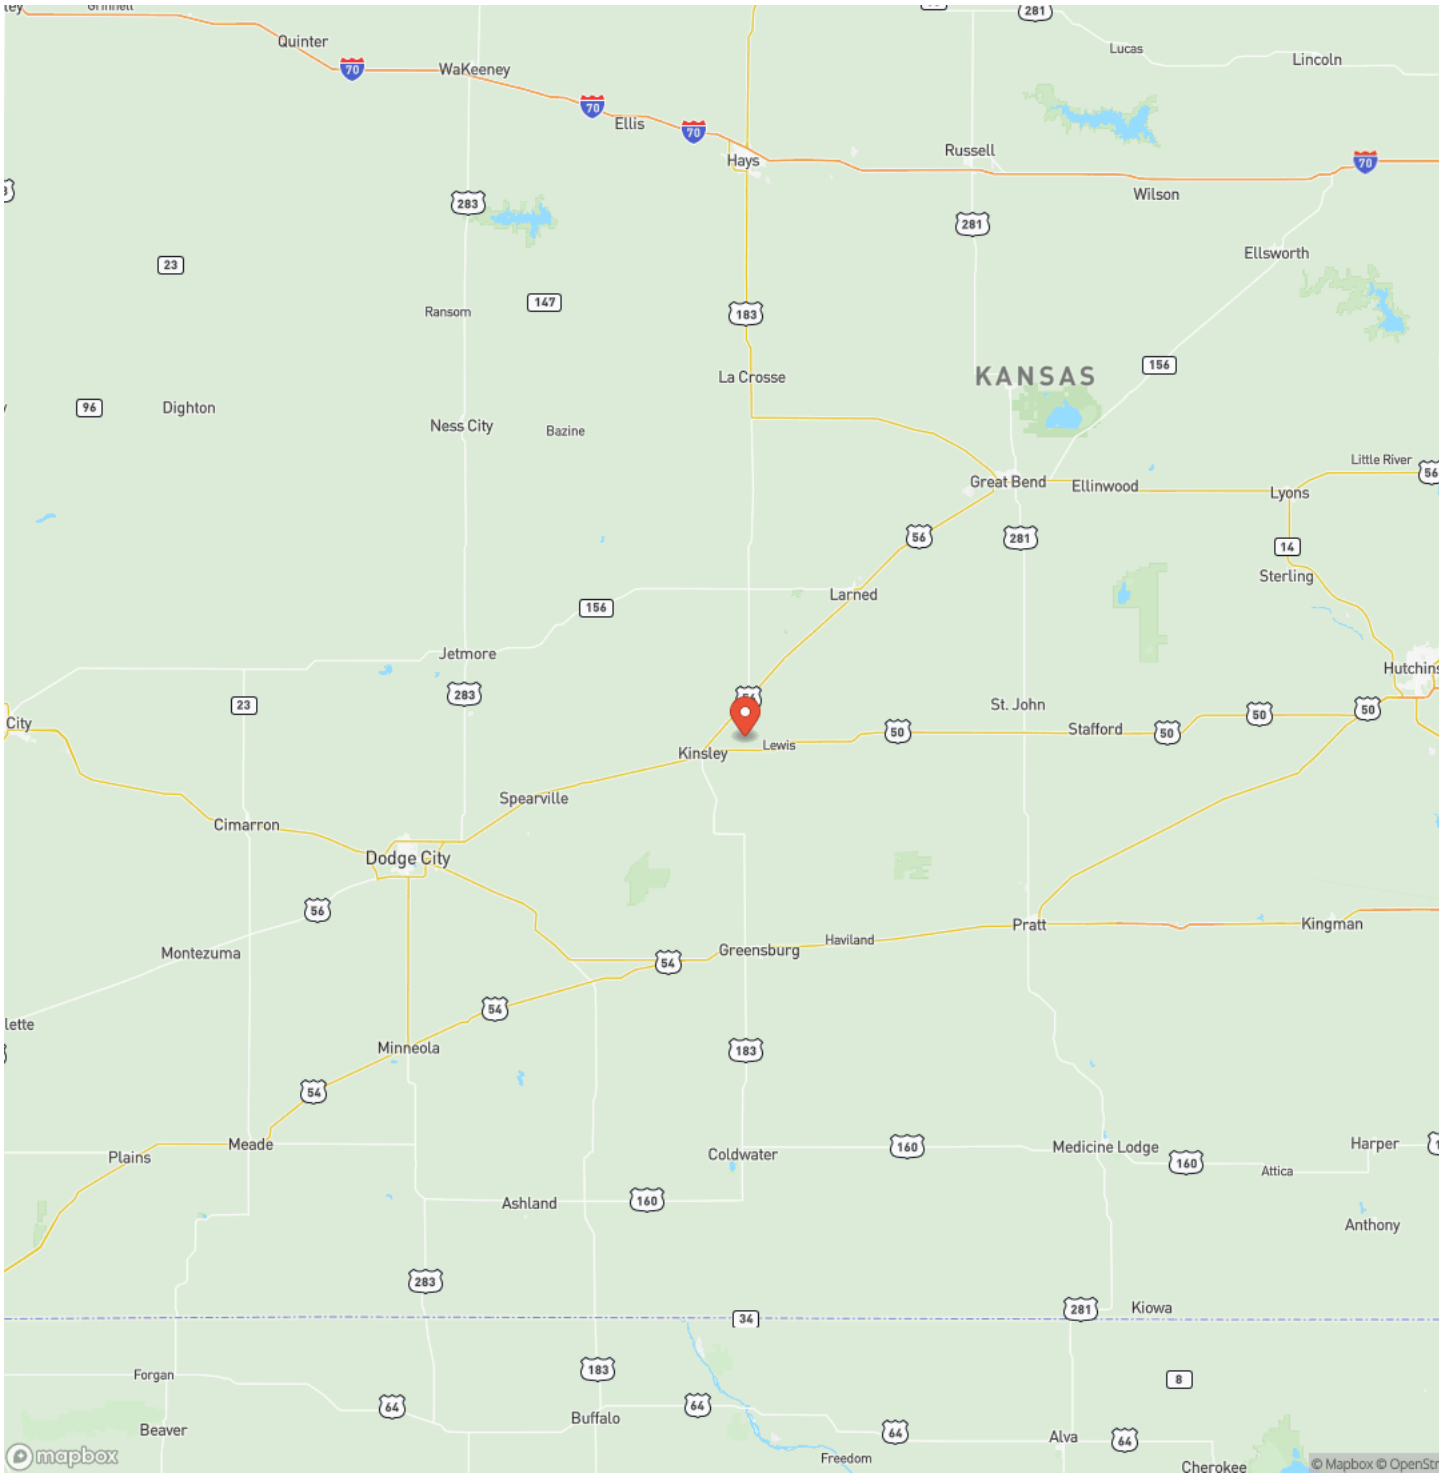 Grinnell
281
Quinter
Lucas
Lincoln
70
WaKeeney
70
Ellis
70
Hays
Russell
70
Wilson
283
281
Ellsworth
23
147
Ransom
183
156
La Crosse
KANSAS
96
Dighton
Ness City
Bazine
Little River
56
Great Bend
Ellinwood
Lyons
56
281
14
Sterling
Larned
156
Jetmore
Hutchins
283
23
St. John
50
50
City
Stafford
50
50
Lewis
Kinsley
Spearville
Cimarron
Dodge City
56
Pratt
Kingman
Haviland
Greensburg
Montezuma
54
54
lette
Minneola
183
54
Meade
Plains
Coldwater
160
Medicine Lodge
160
Attica
Harper
Ashland
160
Anthony
283
281
Kiowa
34
Forgan
183
8
64
64
Buffalo
Beaver
64
Alva
64
mapbox
Freedom
Cherokee
© Mapbox © OpenStr